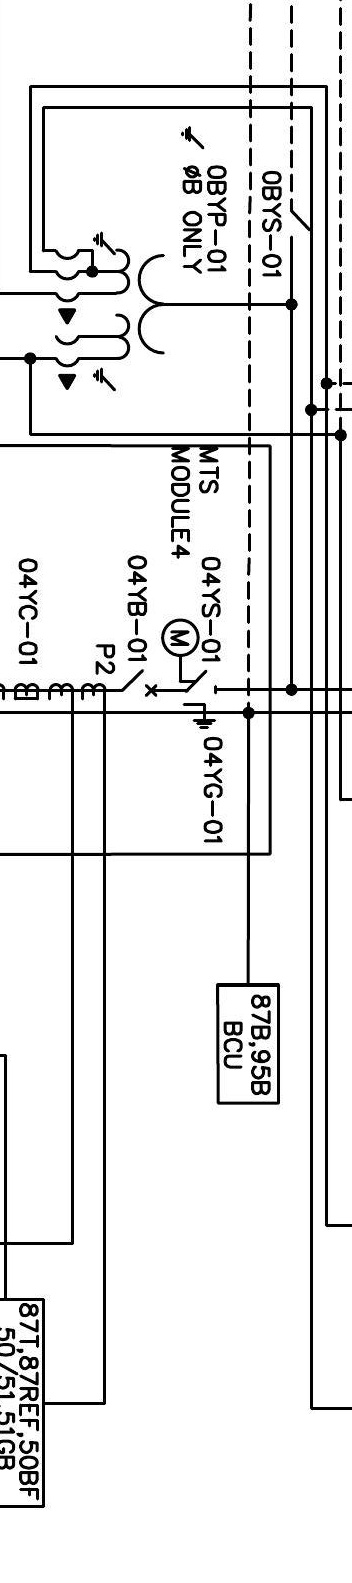 0BYS-01
0BYP-01
ØB ONLY
MTS
MODULE4
04YS-01
M
04YB-01
P2
04YC-01
04YG-01
87B,95B
BCU
87T,87REF,50BF
50/51,51GB